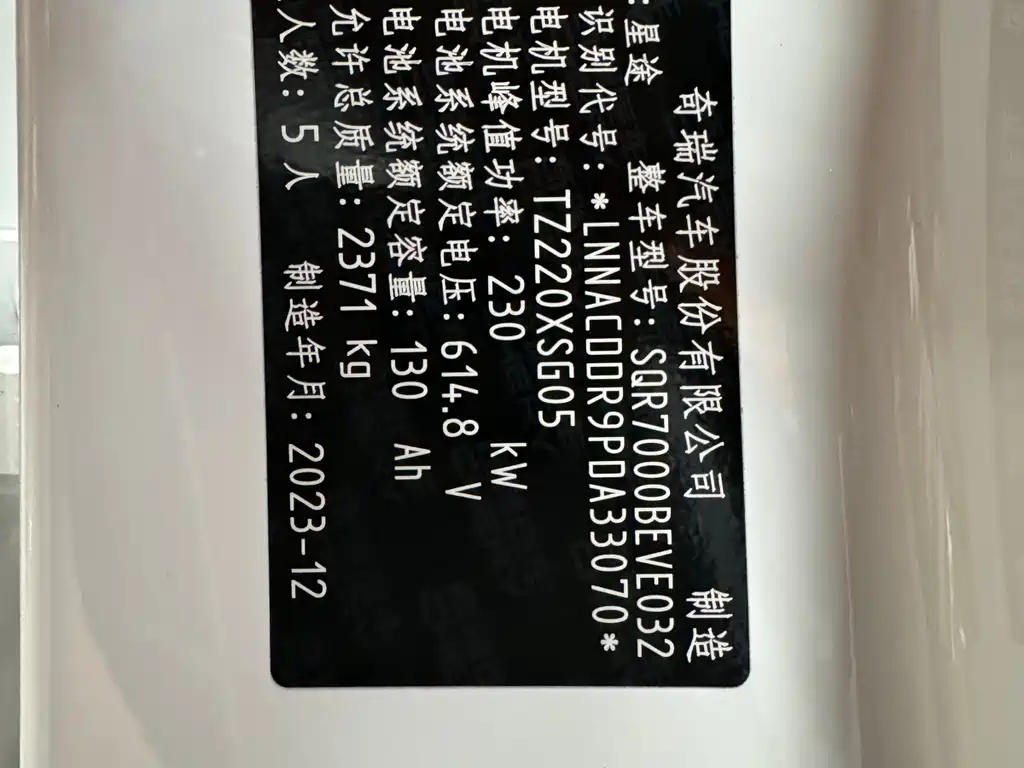 奇瑞汽车股份有限公司 制造
: 星途 整车型号: SQR7000BEVE032
识别代号: *LNNACDDR9PDA33070*
电机型号: TZ220XSG05
电机峰值功率: 230 kW
电池系统额定电压: 614.8 V
电池系统额定容量: 130 Ah
允许总质量: 2371 kg
人数: 5 人 制造年月: 2023-12